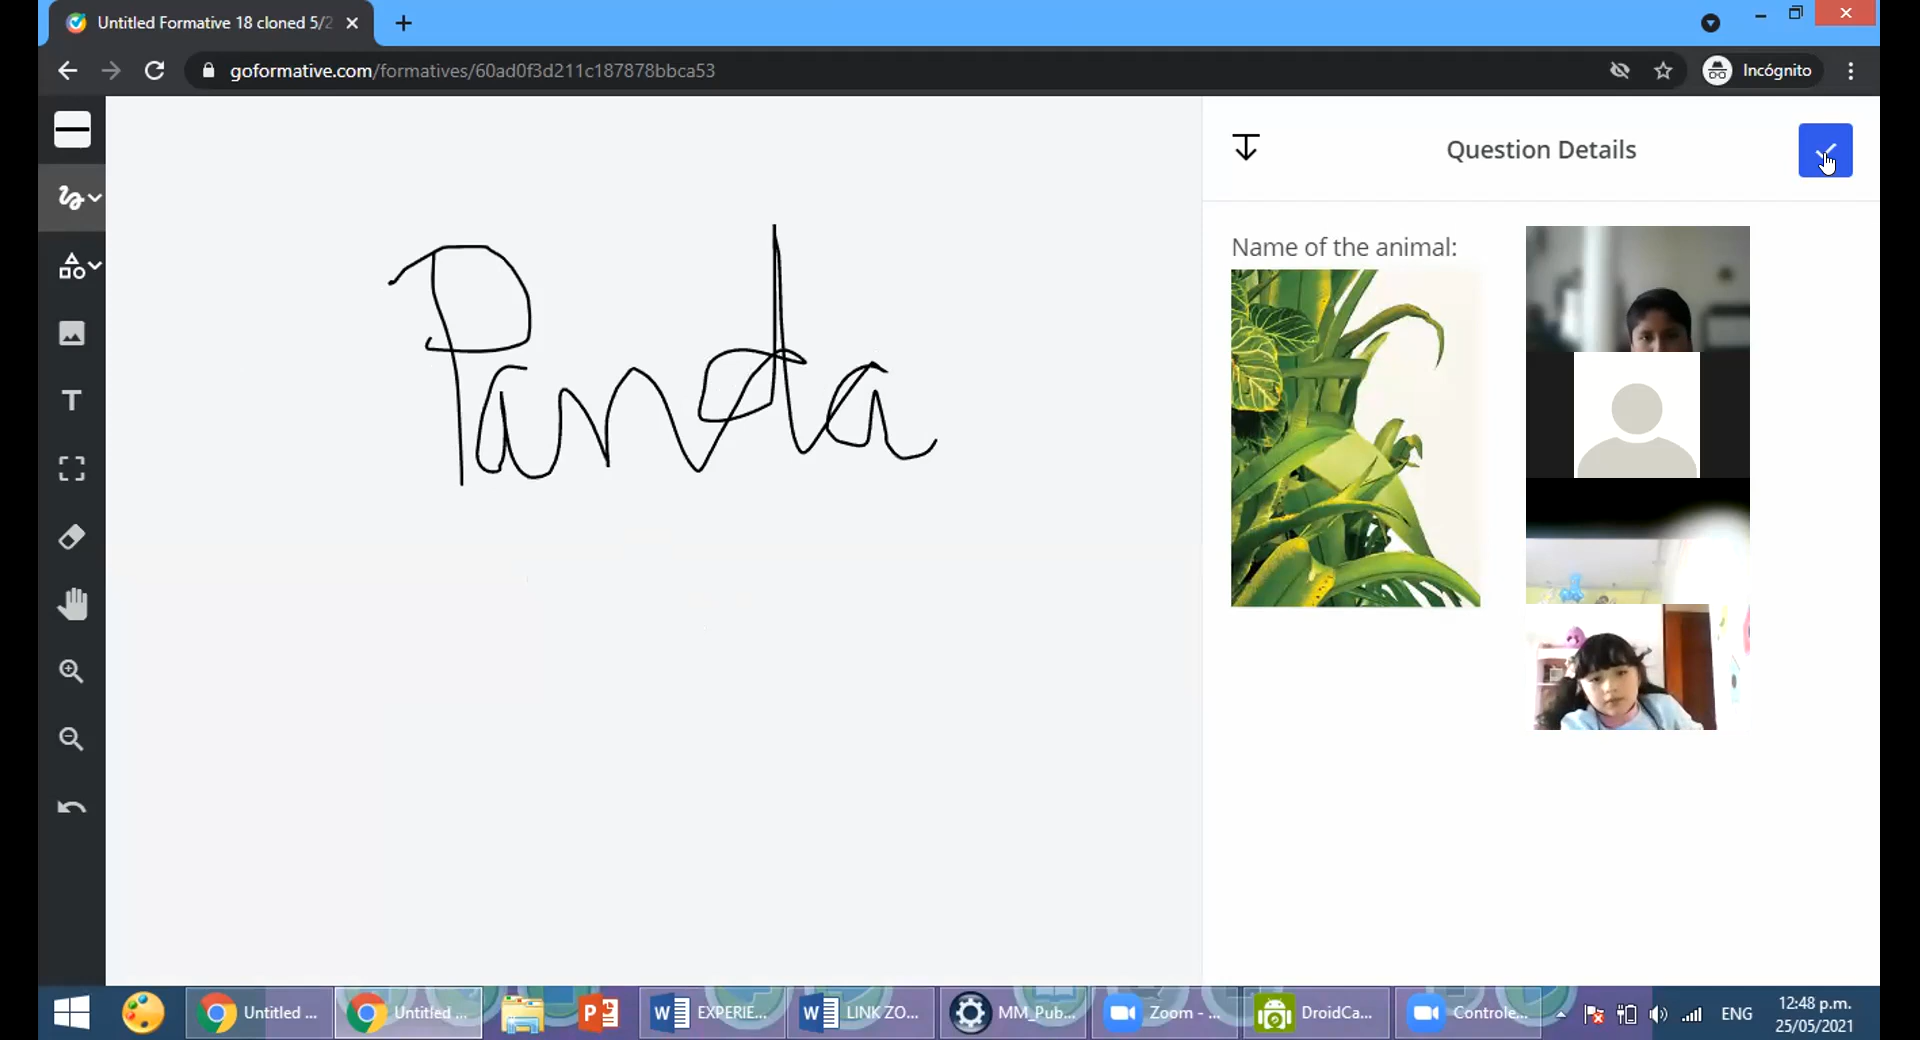 Untitled Formative 18 cloned 5/2
goformative.com/formatives/60ad0f3d211c187878bbca53
Incógnito
Question Details
Name of the animal:
Panda
T
Untitled ...
Untitled ...
EXPERIE...
LINK ZO...
MM_Pub...
Zoom - ...
DroidCa...
Controle...
ENG
12:48 p.m.
25/05/2021